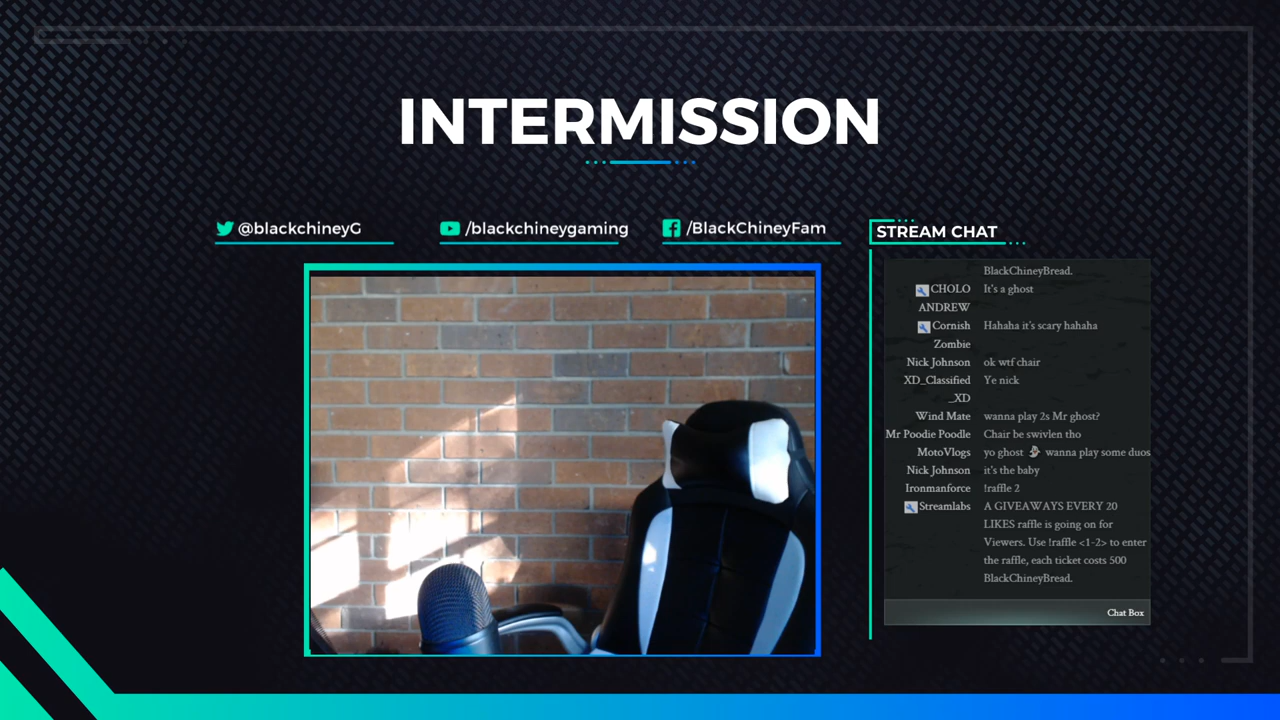 INTERMISSION
@blackchineyG
/blackchineygaming
/BlackChineyFam
STREAM CHAT
BlackChineyBread.
CHOLO It's a ghost
ANDREW
Cornish Hahaha it's scary hahaha
Zombie
Nick Johnson ok wtf chair
XD_Classified Ye nick
_XD
Wind Mate wanna play 2s Mr ghost?
Mr Poodie Poodle Chair be swivlen tho
MotoVlogs yo ghost 👻 wanna play some duos
Nick Johnson it's the baby
Ironmanforce !raffle 2
Streamlabs A GIVEAWAYS EVERY 20
LIKES raffle is going on for
Viewers. Use !raffle <1-2> to enter
the raffle, each ticket costs 500
BlackChineyBread.
Chat Box